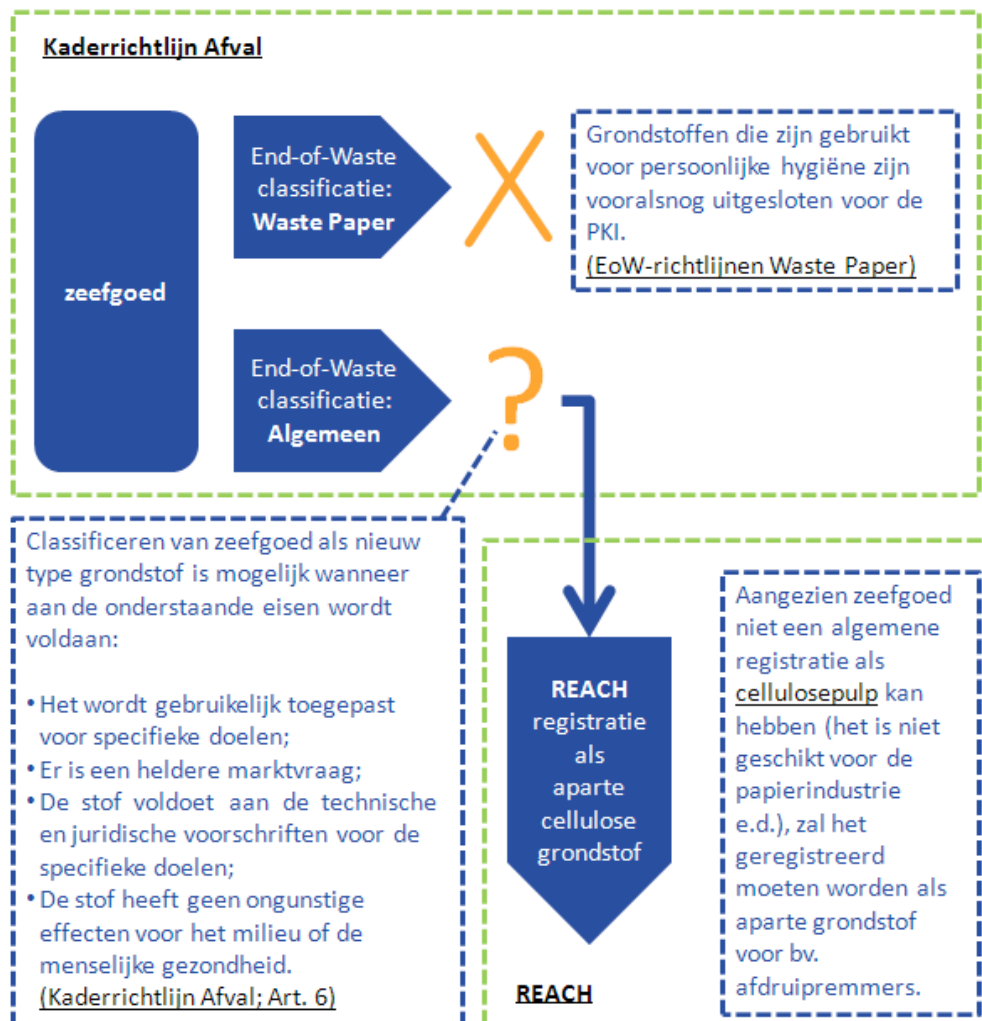 Kaderrichtlijn Afval
zeefgoed
End-of-Waste
classificatie:
Waste Paper
Grondstoffen die zijn gebruikt
voor persoonlijke hygiëne zijn
vooralsnog uitgesloten voor de
PKI.
(EoW-richtlijnen Waste Paper)
End-of-Waste
classificatie:
Algemeen
?
Classificeren van zeefgoed als nieuw
type grondstof is mogelijk wanneer
aan de onderstaande eisen wordt
voldaan:
• Het wordt gebruikelijk toegepast
voor specifieke doelen;
• Er is een heldere marktvraag;
• De stof voldoet aan de technische
en juridische voorschriften voor de
specifieke doelen;
• De stof heeft geen ongunstige
effecten voor het milieu of de
menselijke gezondheid.
(Kaderrichtlijn Afval; Art. 6)
REACH
registratie
als
aparte
cellulose
grondstof
Aangezien zeefgoed
niet een algemene
registratie als
cellulosepulp kan
hebben (het is niet
geschikt voor de
papierindustrie
e.d.), zal het
geregistreerd
moeten worden als
aparte grondstof
voor bv.
afdruipremmers.
REACH